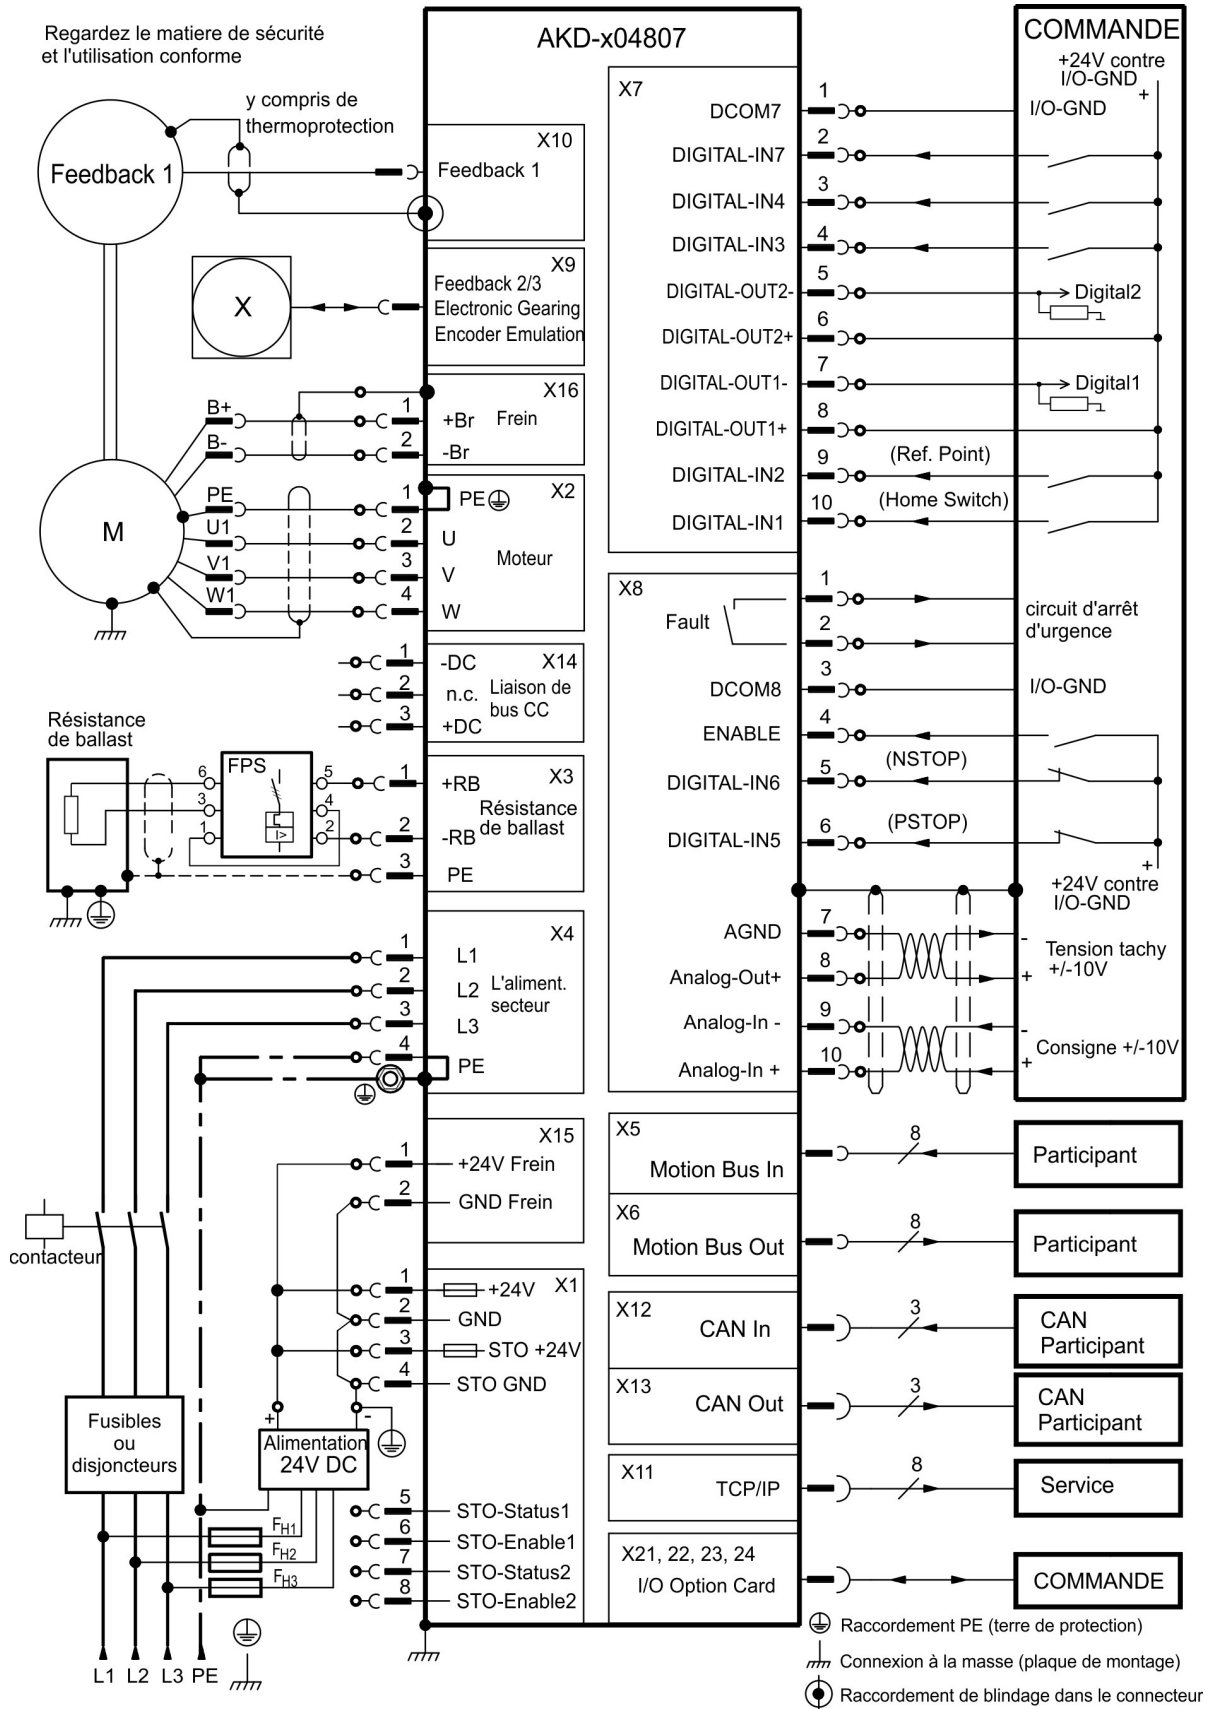 Regardez le matiere de sécurité
et l'utilisation conforme
AKD-x04807
Feedback 1
y compris de
thermoprotection
X10
Feedback 1
X
X9
Feedback 2/3
Electronic Gearing
Encoder Emulation
X16
B+
1
+Br
Frein
B-
2
-Br
M
X2
PE
1
PE
U1
2
U
Moteur
V1
3
V
W1
4
W
X14
1
-DC
2
n.c.
Liaison de
bus CC
3
+DC
Résistance
de ballast
FPS
6
5
3
4
1
2
I>
X3
1
+RB
Résistance
de ballast
2
-RB
3
PE
X4
1
L1
2
L2
L'aliment.
secteur
3
L3
4
PE
X15
1
+24V Frein
2
GND Frein
contacteur
X1
1
+24V
2
GND
3
STO +24V
4
STO GND
+
-
Alimentation
24V DC
Fusibles
ou
disjoncteurs
5
STO-Status1
6
STO-Enable1
7
STO-Status2
8
STO-Enable2
FH1
FH2
FH3
L1 L2 L3 PE
X7
DCOM7
1
DIGITAL-IN7
2
DIGITAL-IN4
3
DIGITAL-IN3
4
DIGITAL-OUT2-
5
DIGITAL-OUT2+
6
DIGITAL-OUT1-
7
DIGITAL-OUT1+
8
DIGITAL-IN2
9
(Ref. Point)
DIGITAL-IN1
10
(Home Switch)
COMMANDE
+24V contre
I/O-GND
+
I/O-GND
Digital2
Digital1
X8
Fault
1
2
circuit d'arrêt
d'urgence
DCOM8
3
I/O-GND
ENABLE
4
DIGITAL-IN6
5
(NSTOP)
DIGITAL-IN5
6
(PSTOP)
+
+24V contre
I/O-GND
AGND
7
-
Analog-Out+
8
+
Tension tachy
+/-10V
Analog-In -
9
-
Analog-In +
10
+
Consigne +/-10V
X5
Motion Bus In
8
Participant
X6
Motion Bus Out
8
Participant
X12
CAN In
3
CAN
Participant
X13
CAN Out
3
CAN
Participant
X11
TCP/IP
8
Service
X21, 22, 23, 24
I/O Option Card
COMMANDE
Raccordement PE (terre de protection)
Connexion à la masse (plaque de montage)
Raccordement de blindage dans le connecteur